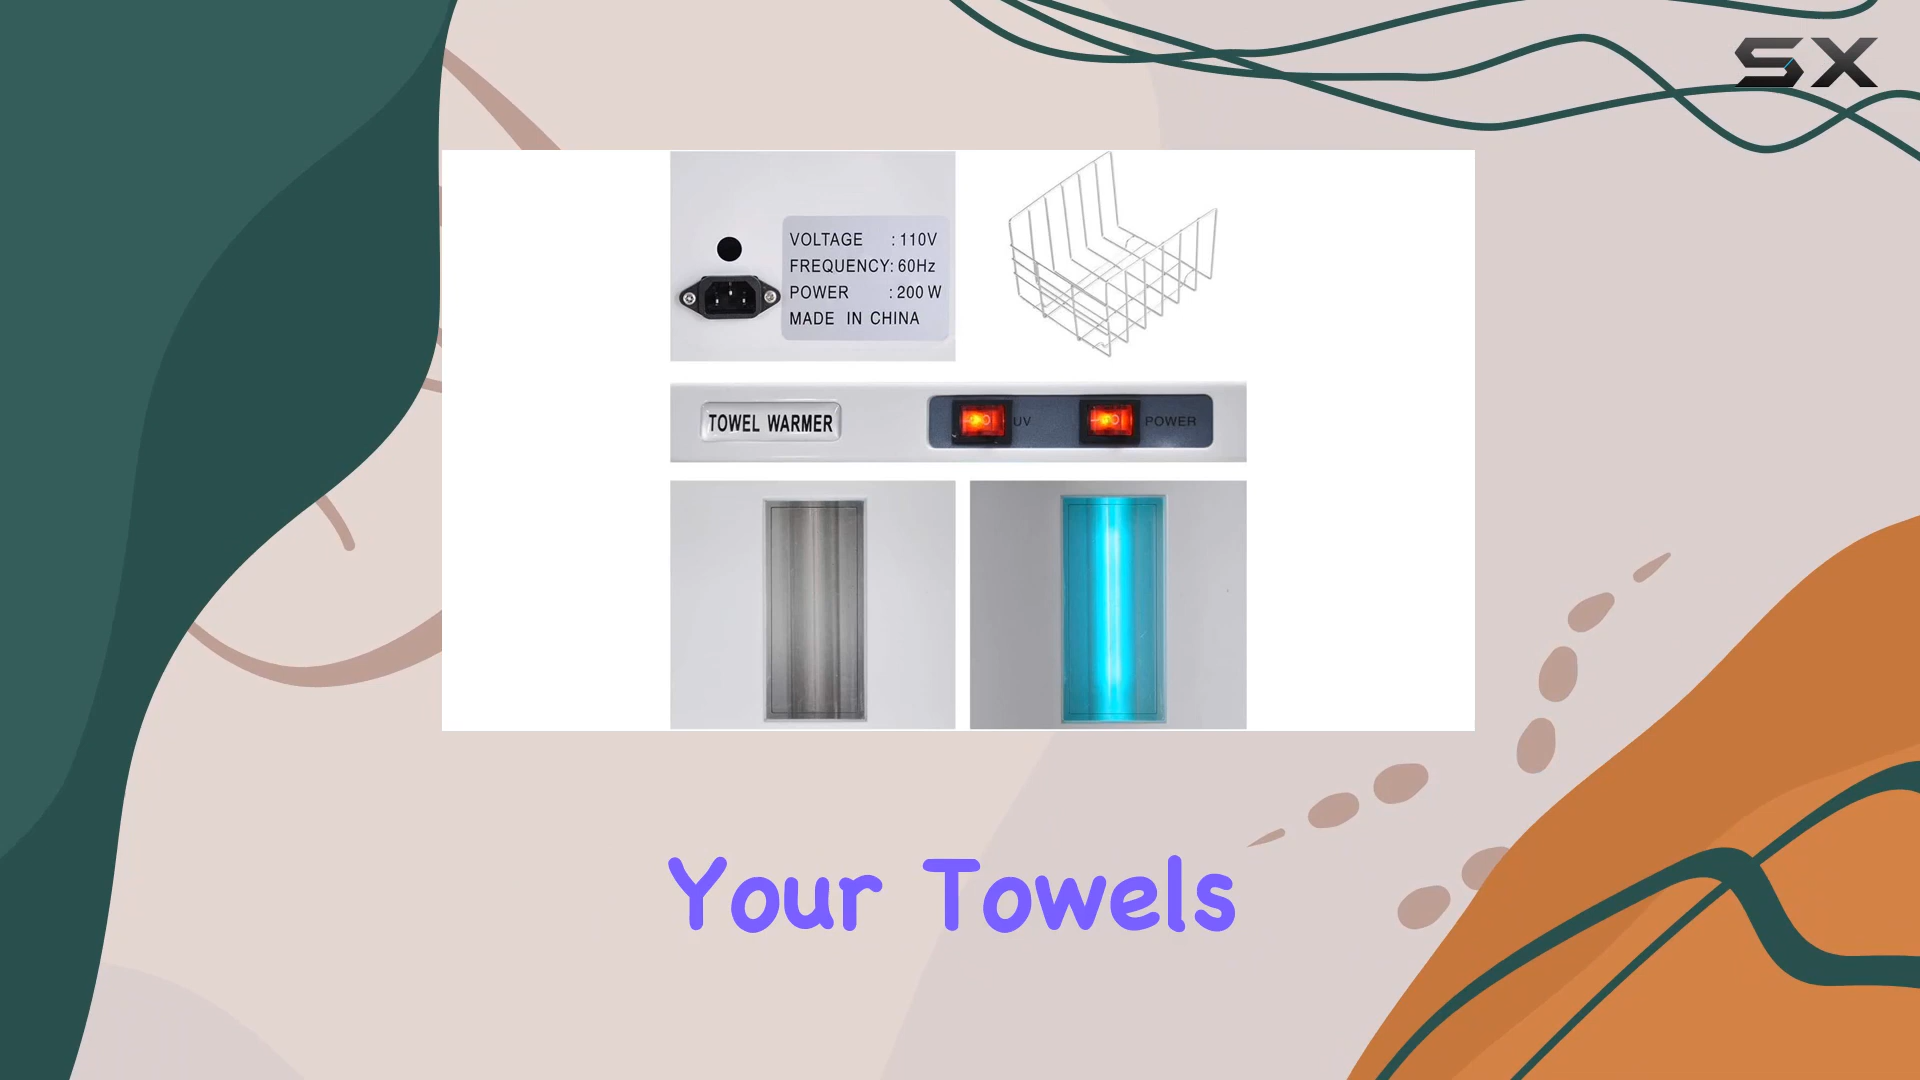 SX
VOLTAGE : 110V
FREQUENCY: 60Hz
POWER : 200 W
MADE IN CHINA
TOWEL WARMER
UV
POWER
Your Towels